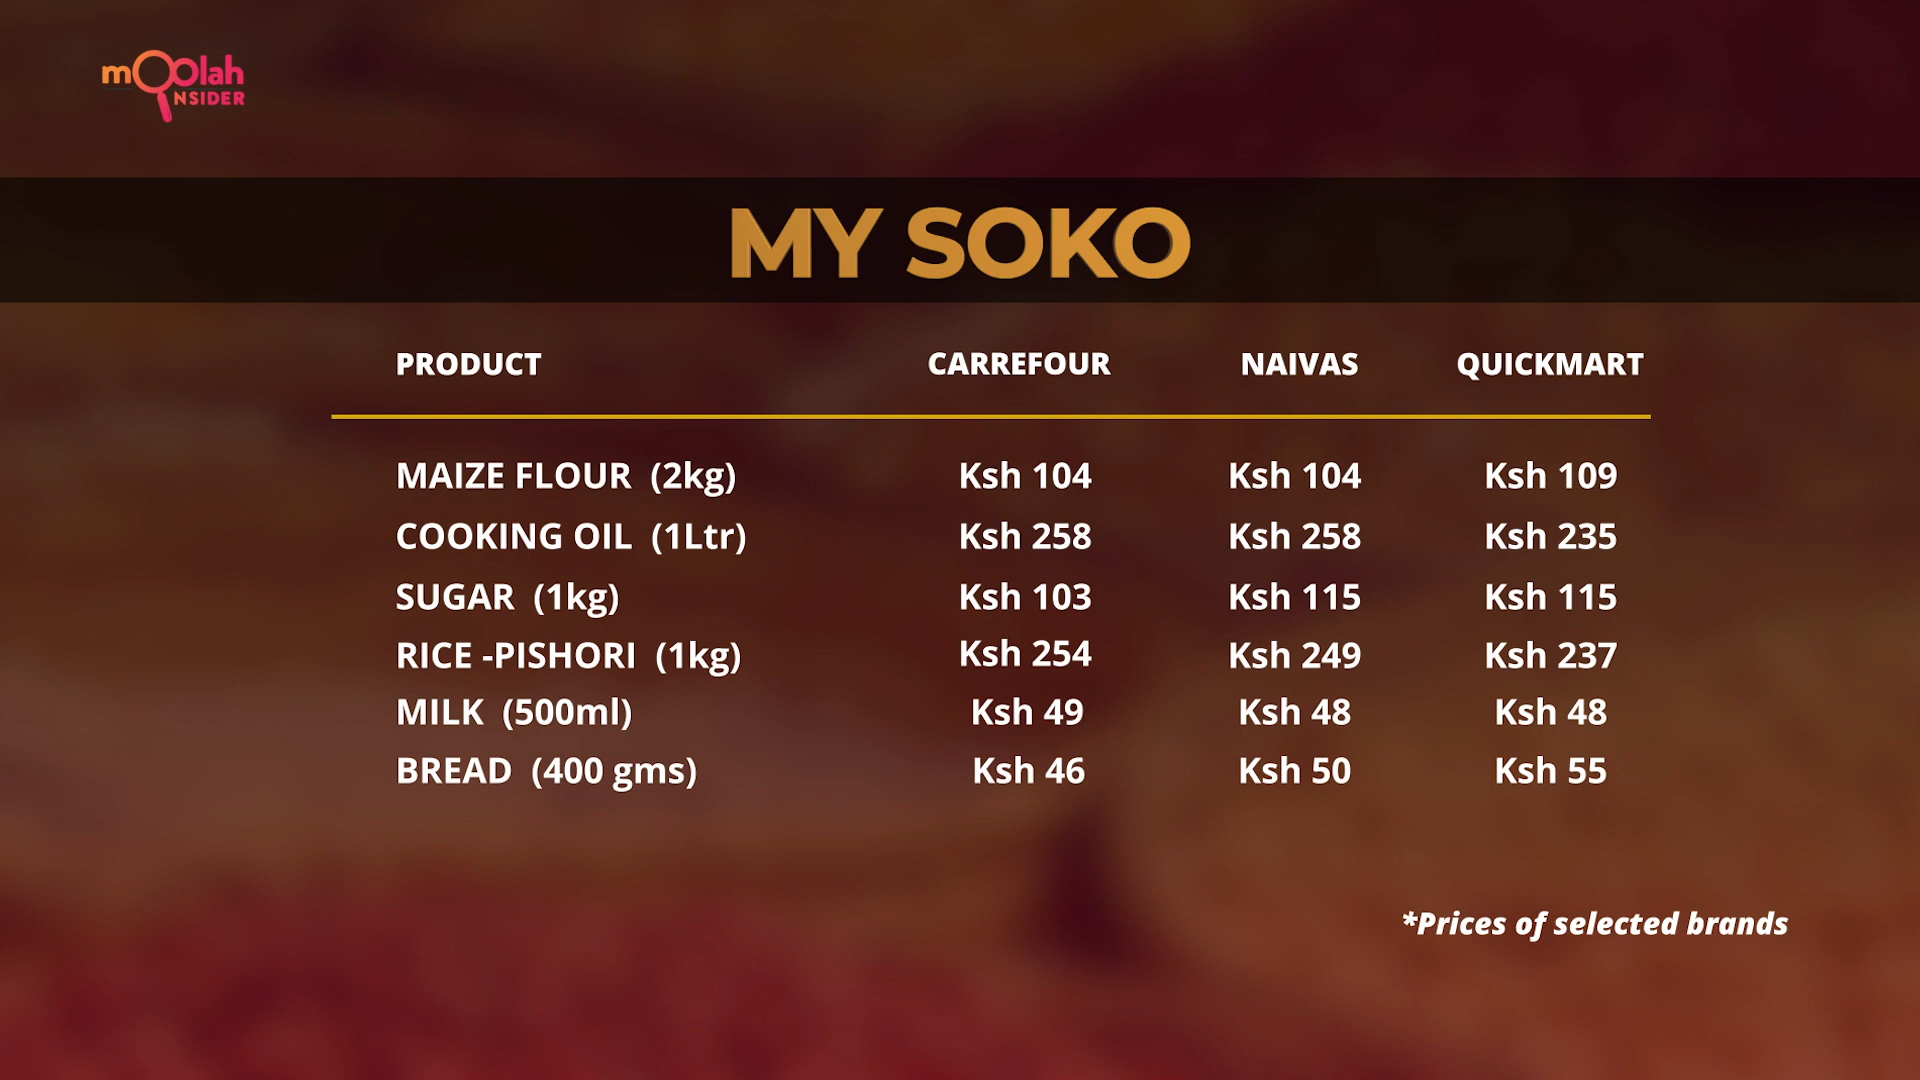 moolah
INSIDER
MY SOKO
PRODUCT CARREFOUR NAIVAS QUICKMART
MAIZE FLOUR (2kg) Ksh 104 Ksh 104 Ksh 109
COOKING OIL (1Ltr) Ksh 258 Ksh 258 Ksh 235
SUGAR (1kg) Ksh 103 Ksh 115 Ksh 115
RICE -PISHORI (1kg) Ksh 254 Ksh 249 Ksh 237
MILK (500ml) Ksh 49 Ksh 48 Ksh 48
BREAD (400 gms) Ksh 46 Ksh 50 Ksh 55
*Prices of selected brands